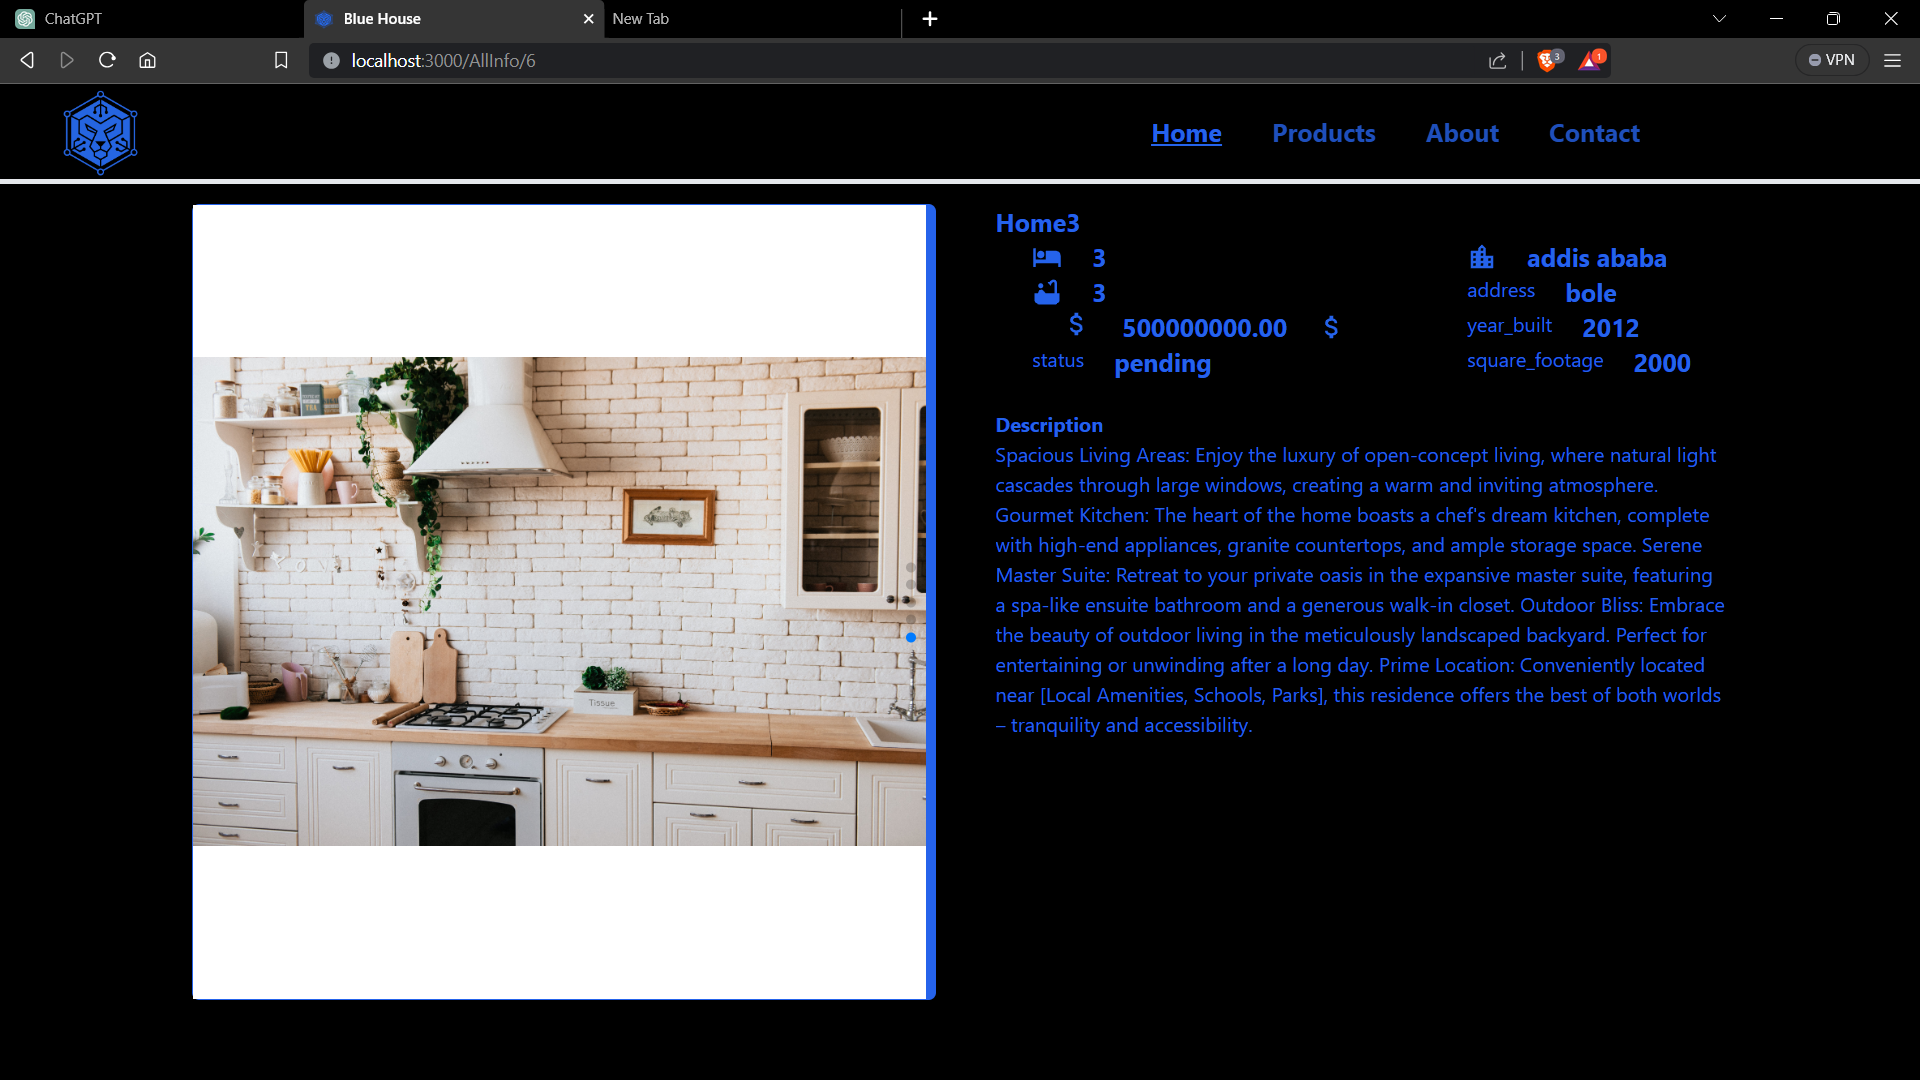 ChatGPT
Blue House
New Tab
localhost:3000/AllInfo/6
3
1
VPN
Home
Products
About
Contact
Home3
3
addis ababa
3
address bole
$ 500000000.00 $
year_built 2012
status pending
square_footage 2000
Description
Spacious Living Areas: Enjoy the luxury of open-concept living, where natural light
cascades through large windows, creating a warm and inviting atmosphere.
Gourmet Kitchen: The heart of the home boasts a chef's dream kitchen, complete
with high-end appliances, granite countertops, and ample storage space. Serene
Master Suite: Retreat to your private oasis in the expansive master suite, featuring
a spa-like ensuite bathroom and a generous walk-in closet. Outdoor Bliss: Embrace
the beauty of outdoor living in the meticulously landscaped backyard. Perfect for
entertaining or unwinding after a long day. Prime Location: Conveniently located
near [Local Amenities, Schools, Parks], this residence offers the best of both worlds
– tranquility and accessibility.
Tissue